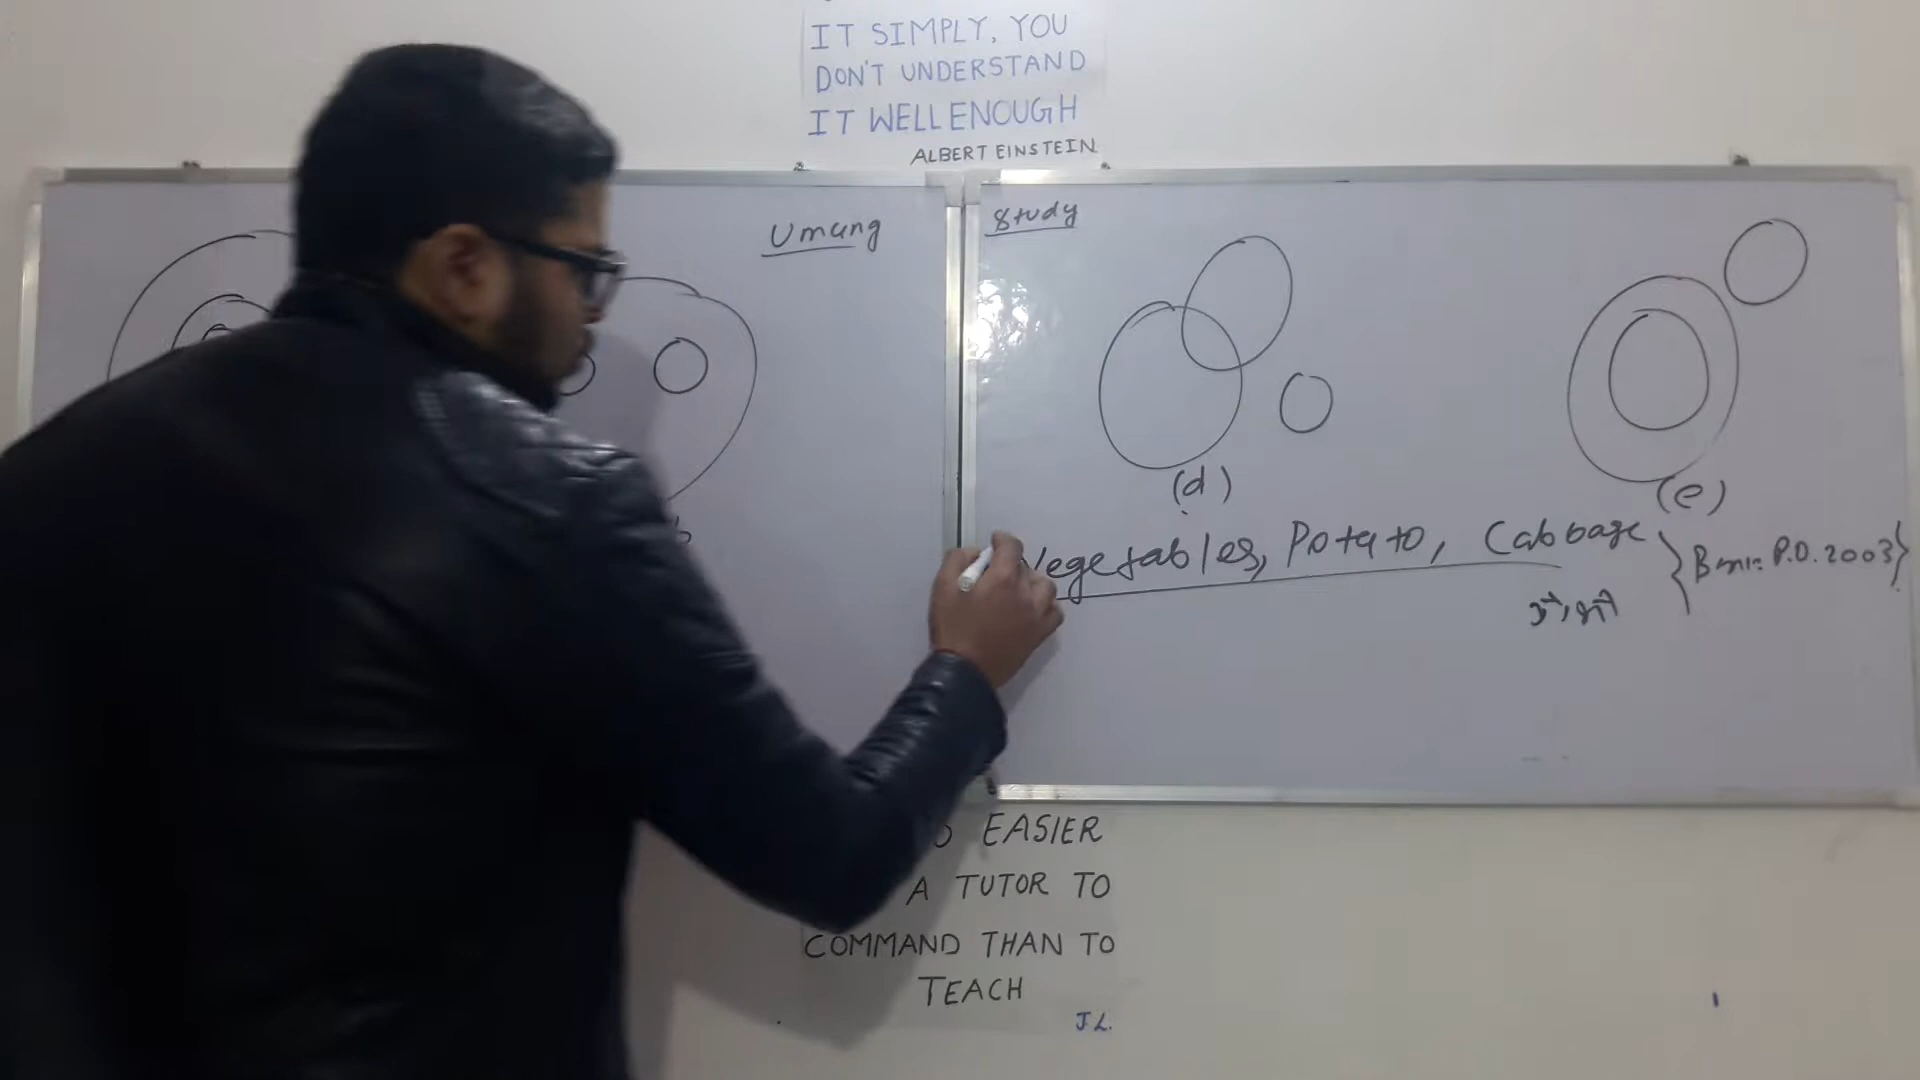 IT SIMPLY, YOU
DON'T UNDERSTAND
IT WELL ENOUGH
ALBERT EINSTEIN
Umang
Study
(d)
(e)
Vegetables, Potato, Cabbage
P.O. 2003}
EASIER
A TUTOR TO
COMMAND THAN TO
TEACH
J.L.